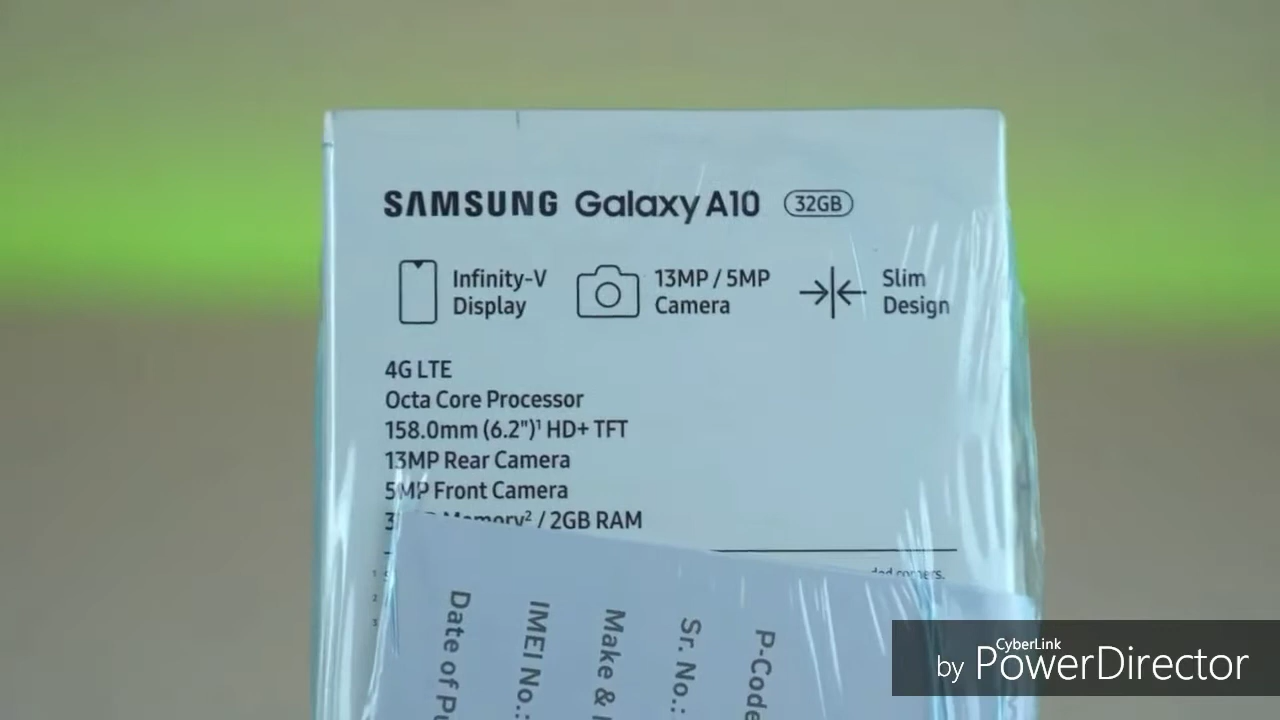 SAMSUNG Galaxy A10 32GB
Infinity-V
Display
13MP / 5MP
Camera
Slim
Design
4G LTE
Octa Core Processor
158.0mm (6.2")¹ HD+ TFT
13MP Rear Camera
5MP Front Camera
Memory² / 2GB RAM
corners.
Date of
IMEI No.:
Make &
Sr. No.:
P-Code
CyberLink
by PowerDirector